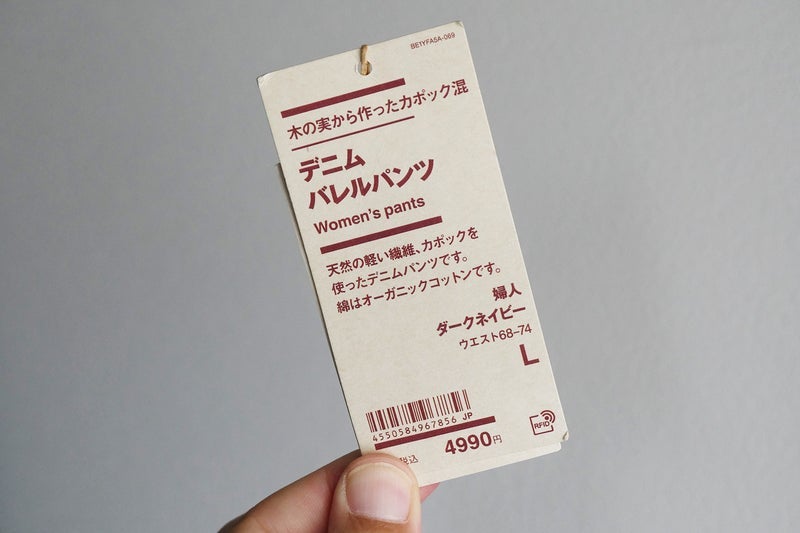 BE1YFA5A-069
木の実から作ったカポック混
デニム
バレルパンツ
Women's pants
天然の軽い繊維、カポックを
使ったデニムパンツです。
綿はオーガニックコットンです。
婦人
ダークネイビー
ウエスト68–74
L
4550584967856 JP
税込 4990円
RFID